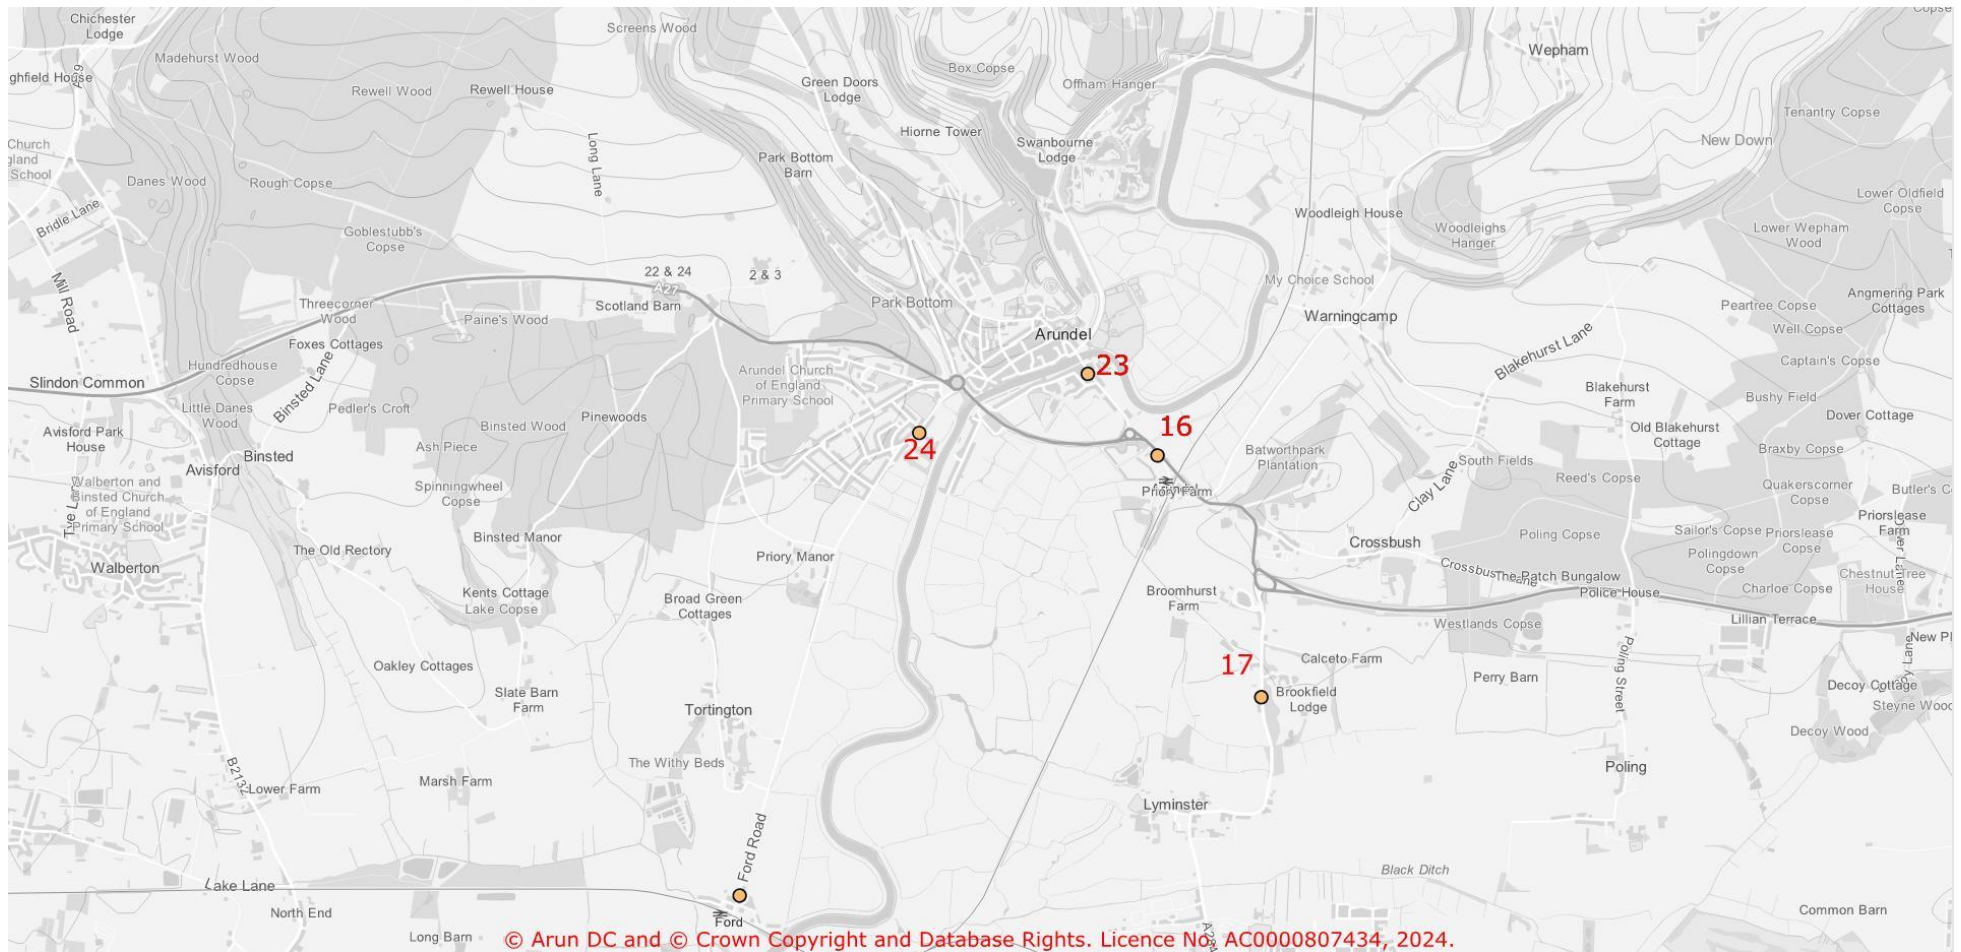 Chichester
Lodge
Screens Wood
Copse
Madehurst Wood
Wepham
ghfield House
A29
Green Doors
Lodge
Box Copse
Offham Hanger
Rewell Wood
Rewell House
Tenantry Copse
Hiorne Tower
Swanbourne
Lodge
New Down
Church
gland
School
Long Lane
Park Bottom
Barn
Danes Wood
Rough Copse
Lower Oldfield
Copse
Bridle Lane
Woodleigh House
Goblestubb's
Copse
Woodleighs
Hanger
Lower Wepham
Wood
22 & 24
2 & 3
A27
My Choice School
Mill Road
Threecorner
Wood
Scotland Barn
Park Bottom
Peartree Copse
Angmering Park
Cottages
Paine's Wood
Warningcamp
Well Copse
Foxes Cottages
Arundel
Blakehurst Lane
Hundredhouse
Copse
Arundel Church
of England
Primary School
23
Captain's Copse
Slindon Common
Binsted Lane
Blakehurst
Farm
Bushy Field
Little Danes
Wood
Pedler's Croft
Pinewoods
Dover Cottage
Avisford Park
House
Binsted Wood
16
Old Blakehurst
Cottage
Ash Piece
24
Batworthpark
Plantation
Braxby Copse
Binsted
Avisford
South Fields
Clay Lane
Reed's Copse
Walberton and
Binsted Church
of England
Primary School
Spinningwheel
Copse
Priory Farm
Quakerscorner
Copse
Butler's C
Priorslease
Farm
Binsted Manor
Sailor's Copse
Priorslease
Copse
Poling Copse
Crossbush
The Old Rectory
Priory Manor
Polingdown
Copse
Walberton
Crossbush Lane
The Patch Bungalow
Chestnut Tree
House
Kents Cottage
Lake Copse
Broad Green
Cottages
Broomhurst
Farm
Police House
Charloe Copse
Westlands Copse
Lillian Terrace
New Pl
Oakley Cottages
17
Calceto Farm
Poling Street
Perry Barn
Decoy Cottage
Slate Barn
Farm
Brookfield
Lodge
Steyne Wood
Tortington
Decoy Wood
The Withy Beds
Poling
B2132
Lower Farm
Marsh Farm
Lyminster
Ford Road
Black Ditch
Lake Lane
North End
Ford
Common Barn
Long Barn
© Arun DC and © Crown Copyright and Database Rights. Licence No. AC0000807434, 2024.